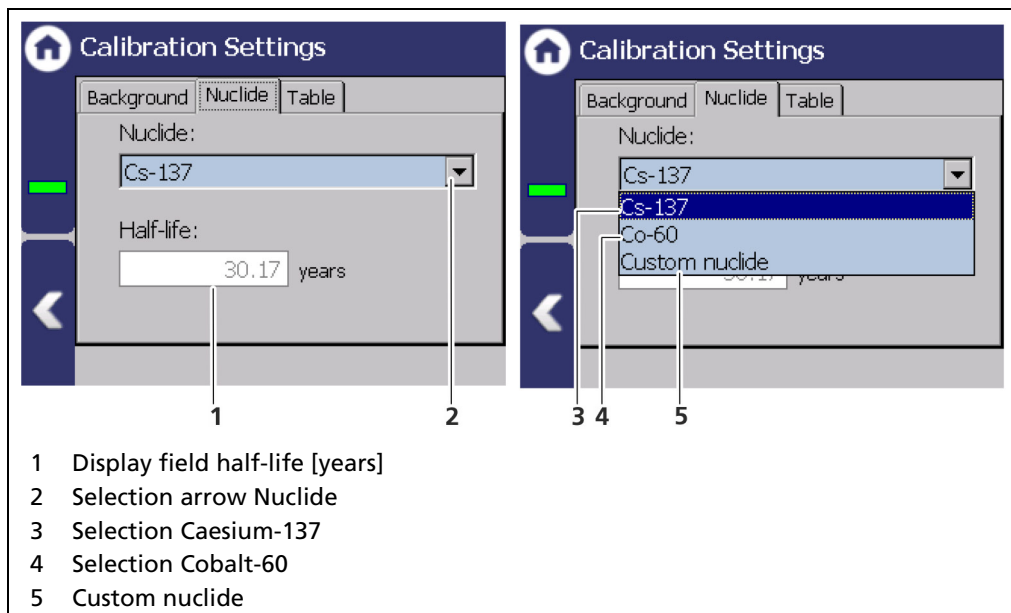 Calibration Settings
Background Nuclide Table
Nuclide:
Cs-137
Half-life:
30.17 years
1 2
Calibration Settings
Background Nuclide Table
Nuclide:
Cs-137
Cs-137
Co-60
Custom nuclide
3 4 5
1 Display field half-life [years]
2 Selection arrow Nuclide
3 Selection Caesium-137
4 Selection Cobalt-60
5 Custom nuclide